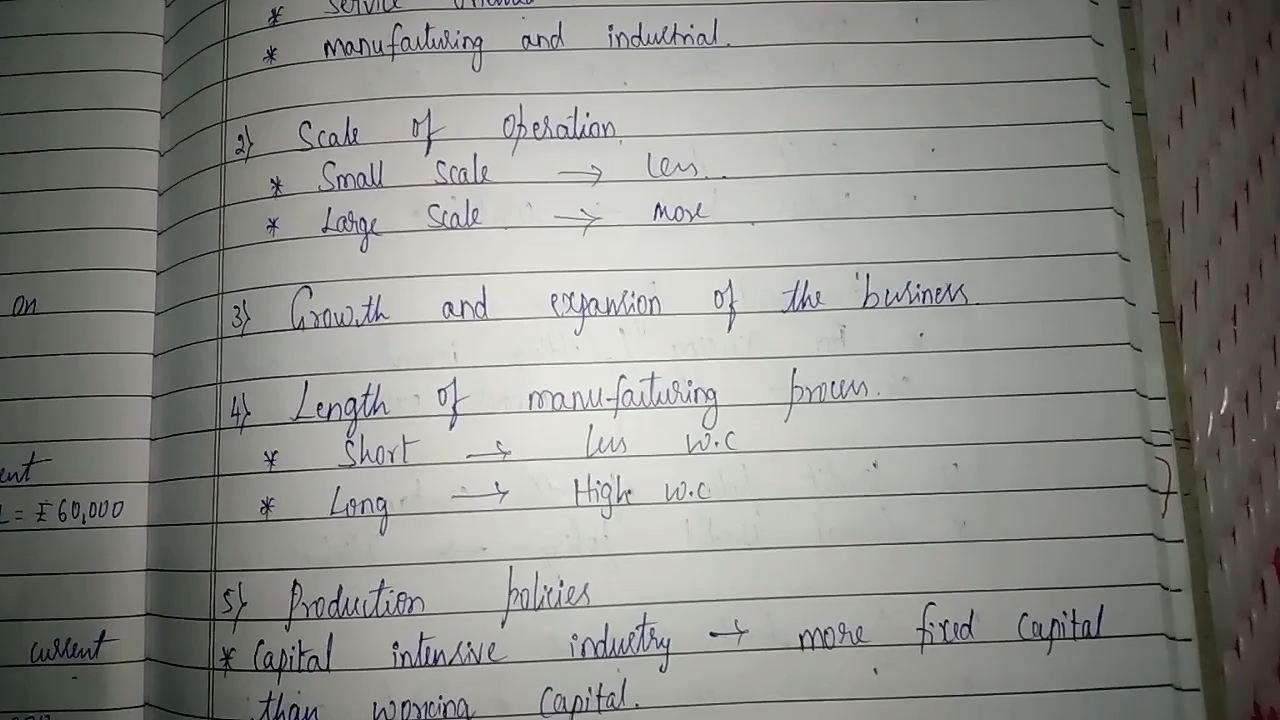 * Service
* manufacturing and industrial.
2) Scale of operation.
* Small scale → Less.
* Large scale → More
3) Growth and expansion of the business.
4) Length of manufacturing process.
* Short → Less W.C
* Long → High W.C
5) Production policies
* Capital intensive industry → more fixed capital
than working capital.
on
ent
= ₹60,000
current